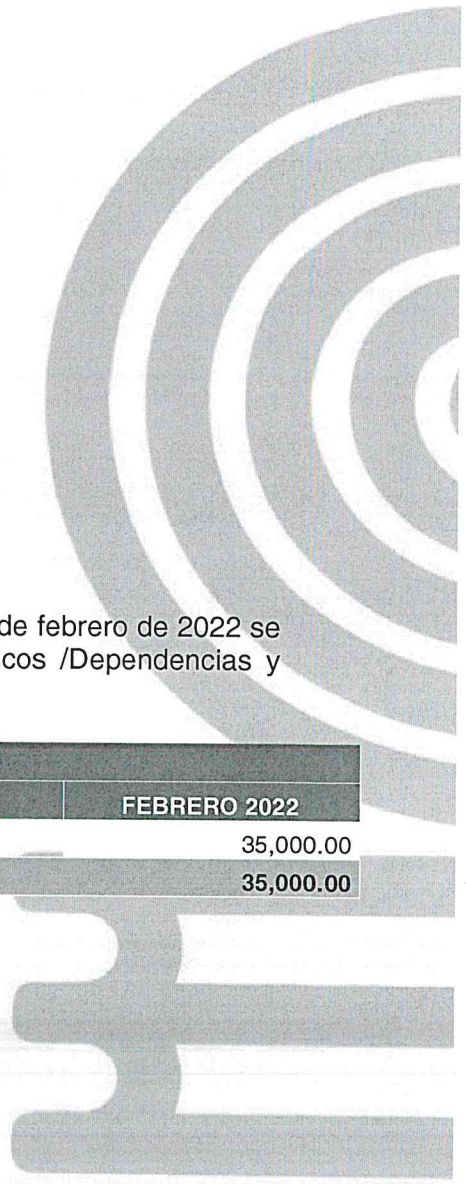 de febrero de 2022 se
cos /Dependencias y
FEBRERO 2022
35,000.00
35,000.00